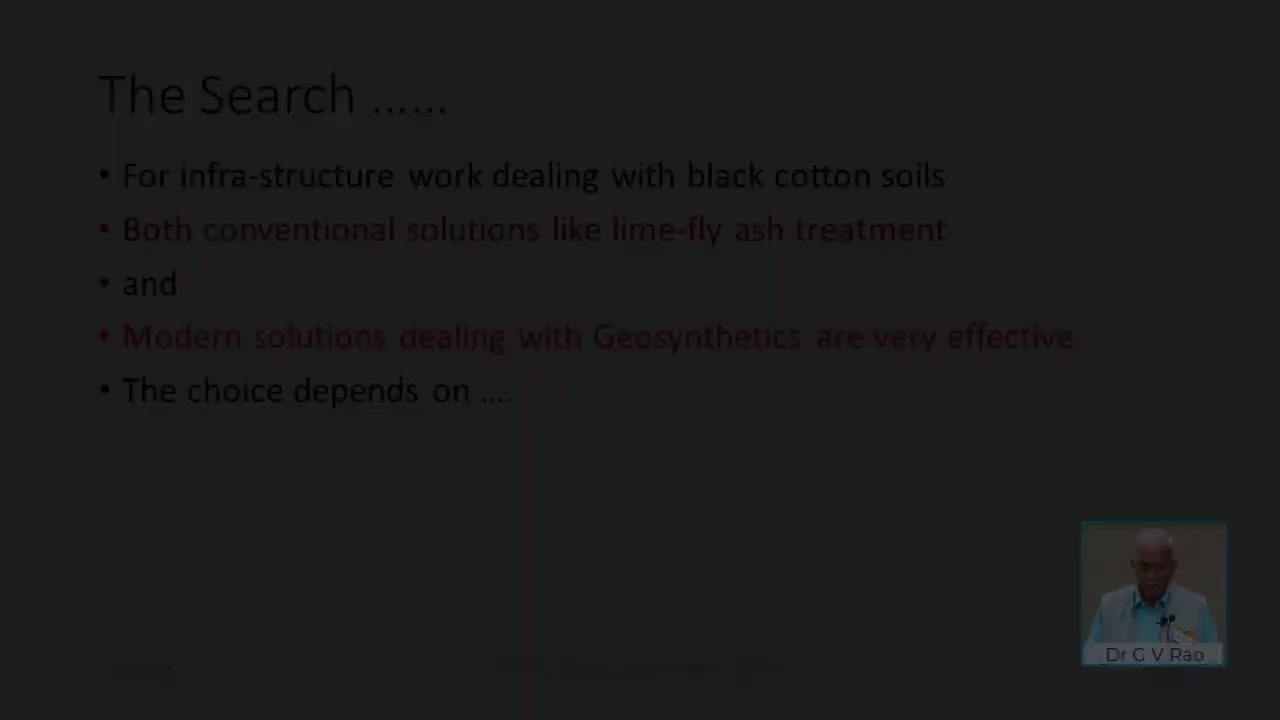 The Search ......
• For infra-structure work dealing with black cotton soils
• Both conventional solutions like lime-fly ash treatment
• and
• Modern solutions dealing with Geosynthetics are very effective
• The choice depends on ....
Dr G V Rao